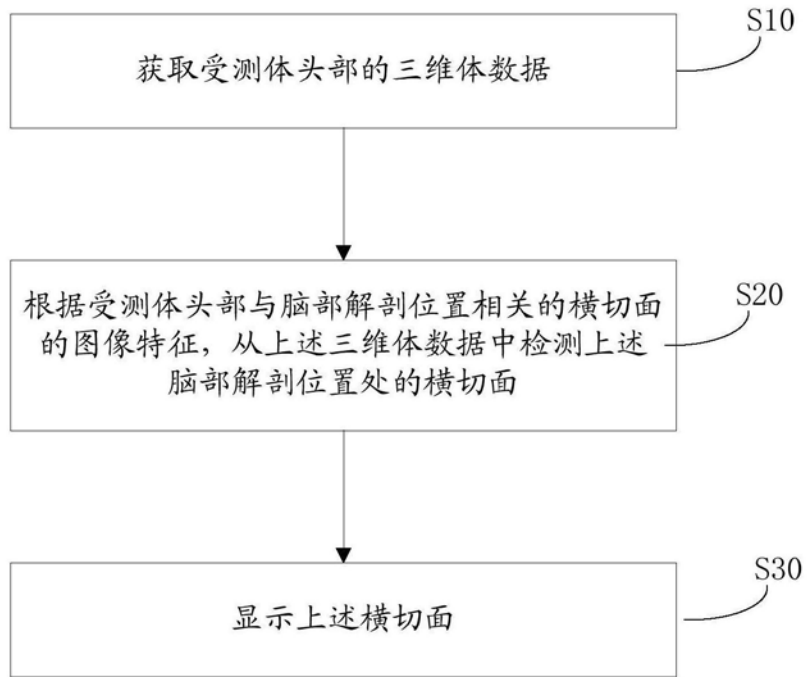 S10
获取受测体头部的三维体数据
根据受测体头部与脑部解剖位置相关的横切面
的图像特征，从上述三维体数据中检测上述
脑部解剖位置处的横切面
S20
显示上述横切面
S30